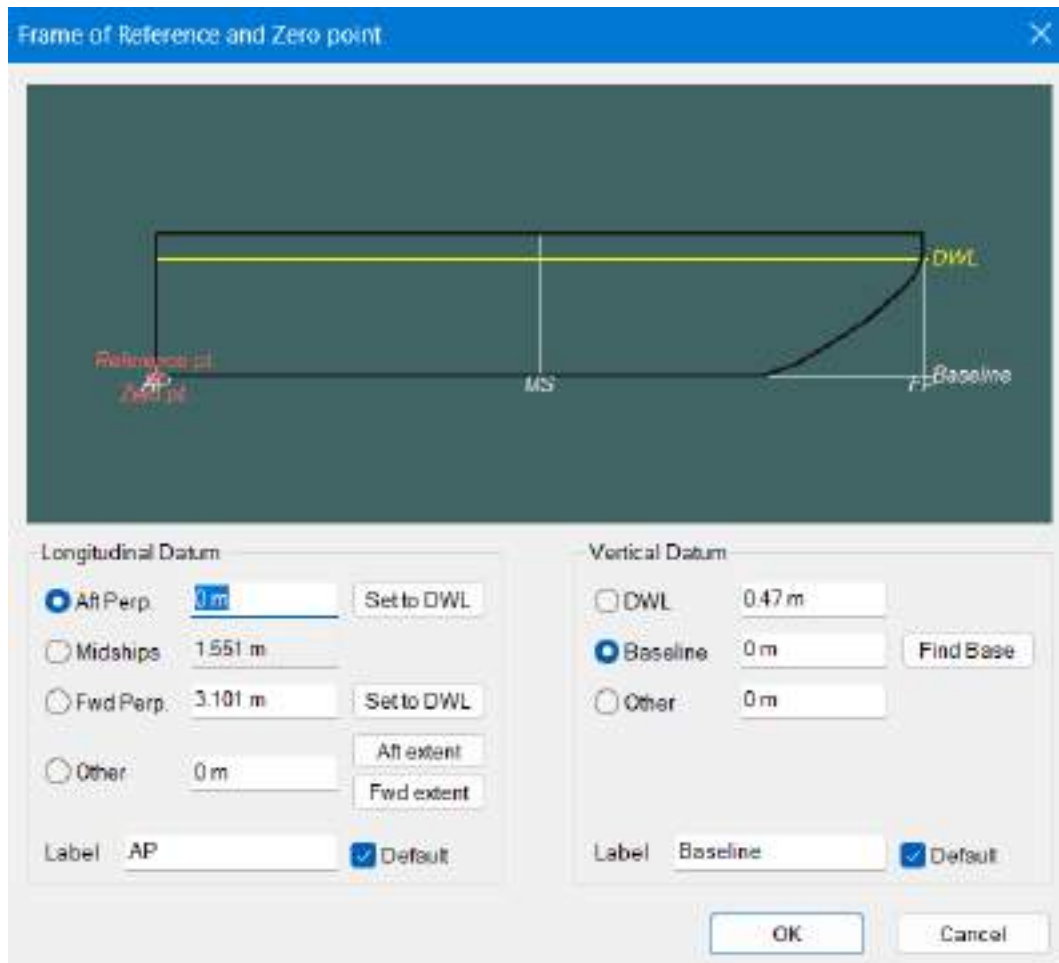 Frame of Reference and Zero point
DWL
Reference pt.
AP
Zero pt.
MS
FP
Baseline
Longitudinal Datum
Aft Perp. 0 m Set to DWL
Midships 1.551 m
Fwd Perp. 3.101 m Set to DWL
Other 0 m
Aft extent
Fwd extent
Label AP Default
Vertical Datum
DWL 0.47 m
Baseline 0 m Find Base
Other 0 m
Label Baseline Default
OK Cancel